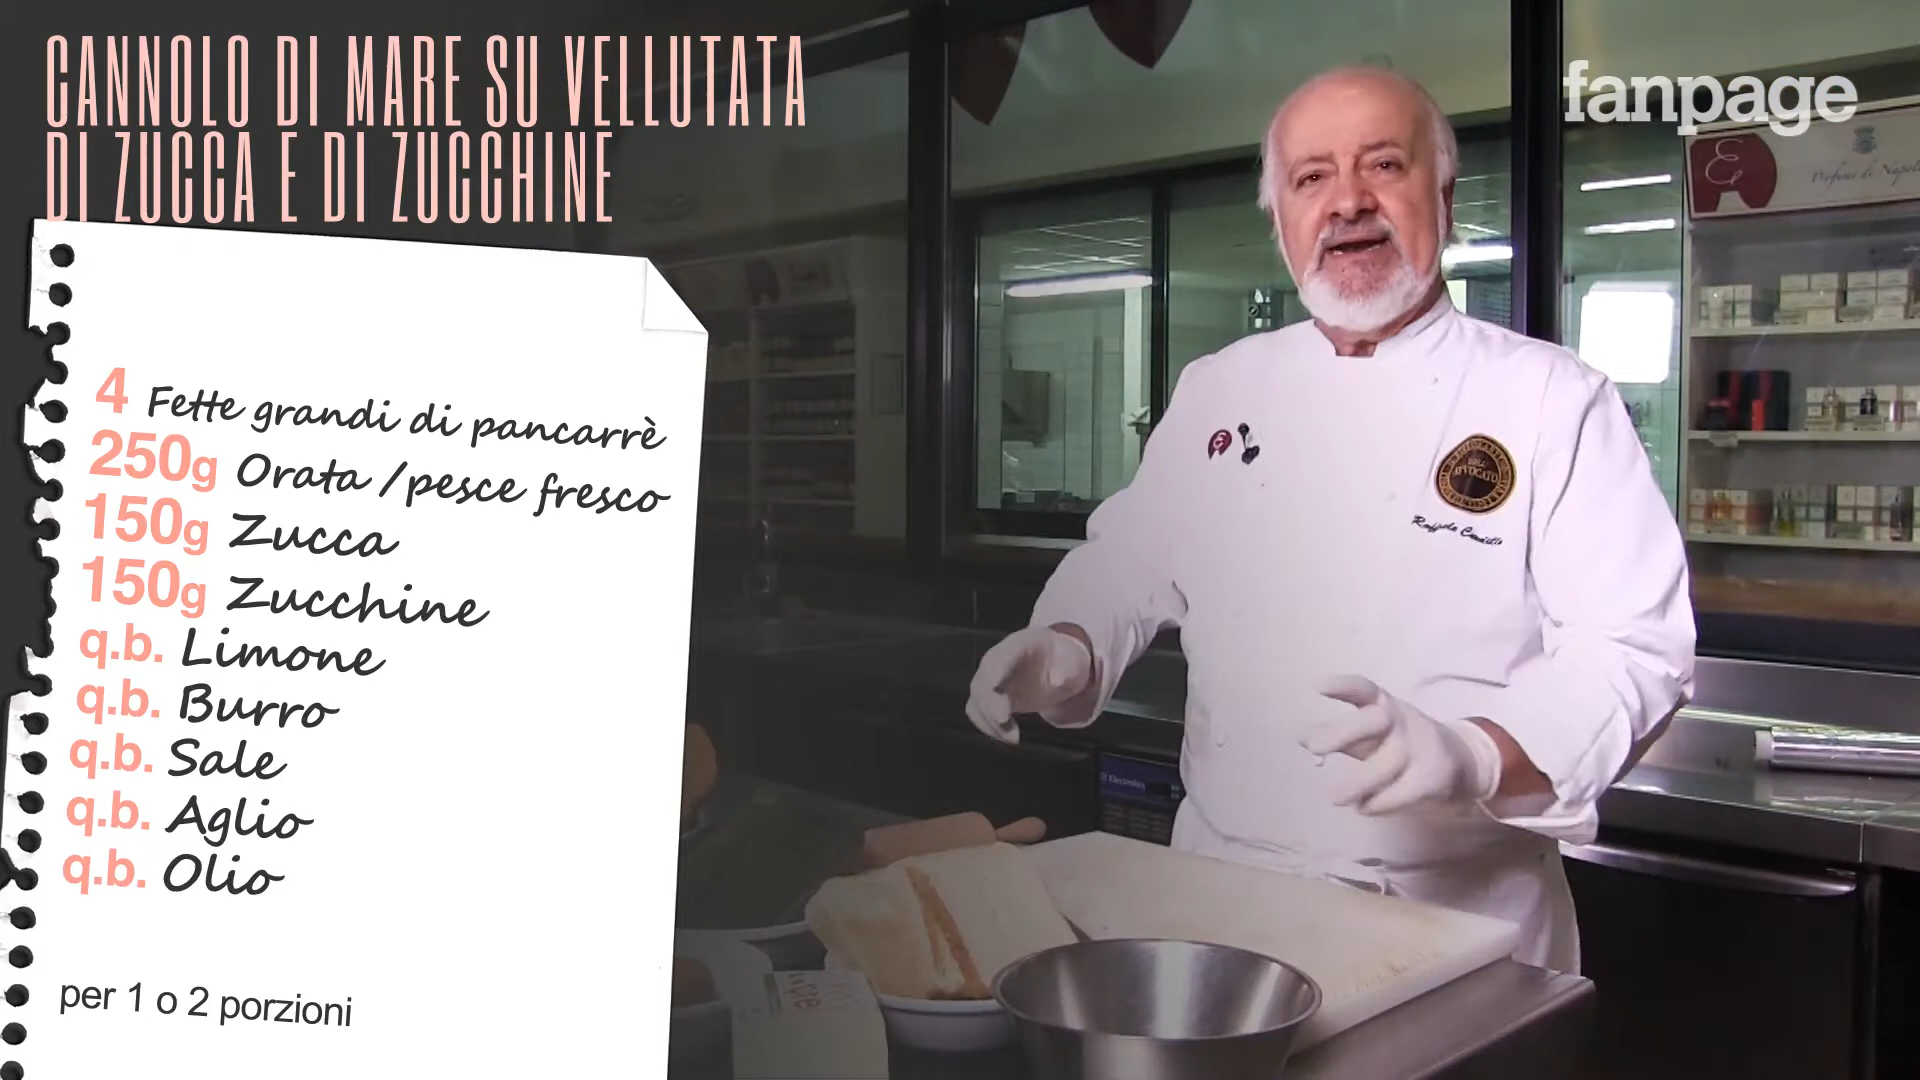 CANNOLO DI MARE SU VELLUTATA
DI ZUCCA E DI ZUCCHINE
fanpage
4 Fette grandi di pancarrè
250g Orata /pesce fresco
150g Zucca
150g Zucchine
q.b. Limone
q.b. Burro
q.b. Sale
q.b. Aglio
q.b. Olio
per 1 o 2 porzioni
AVVOCATO